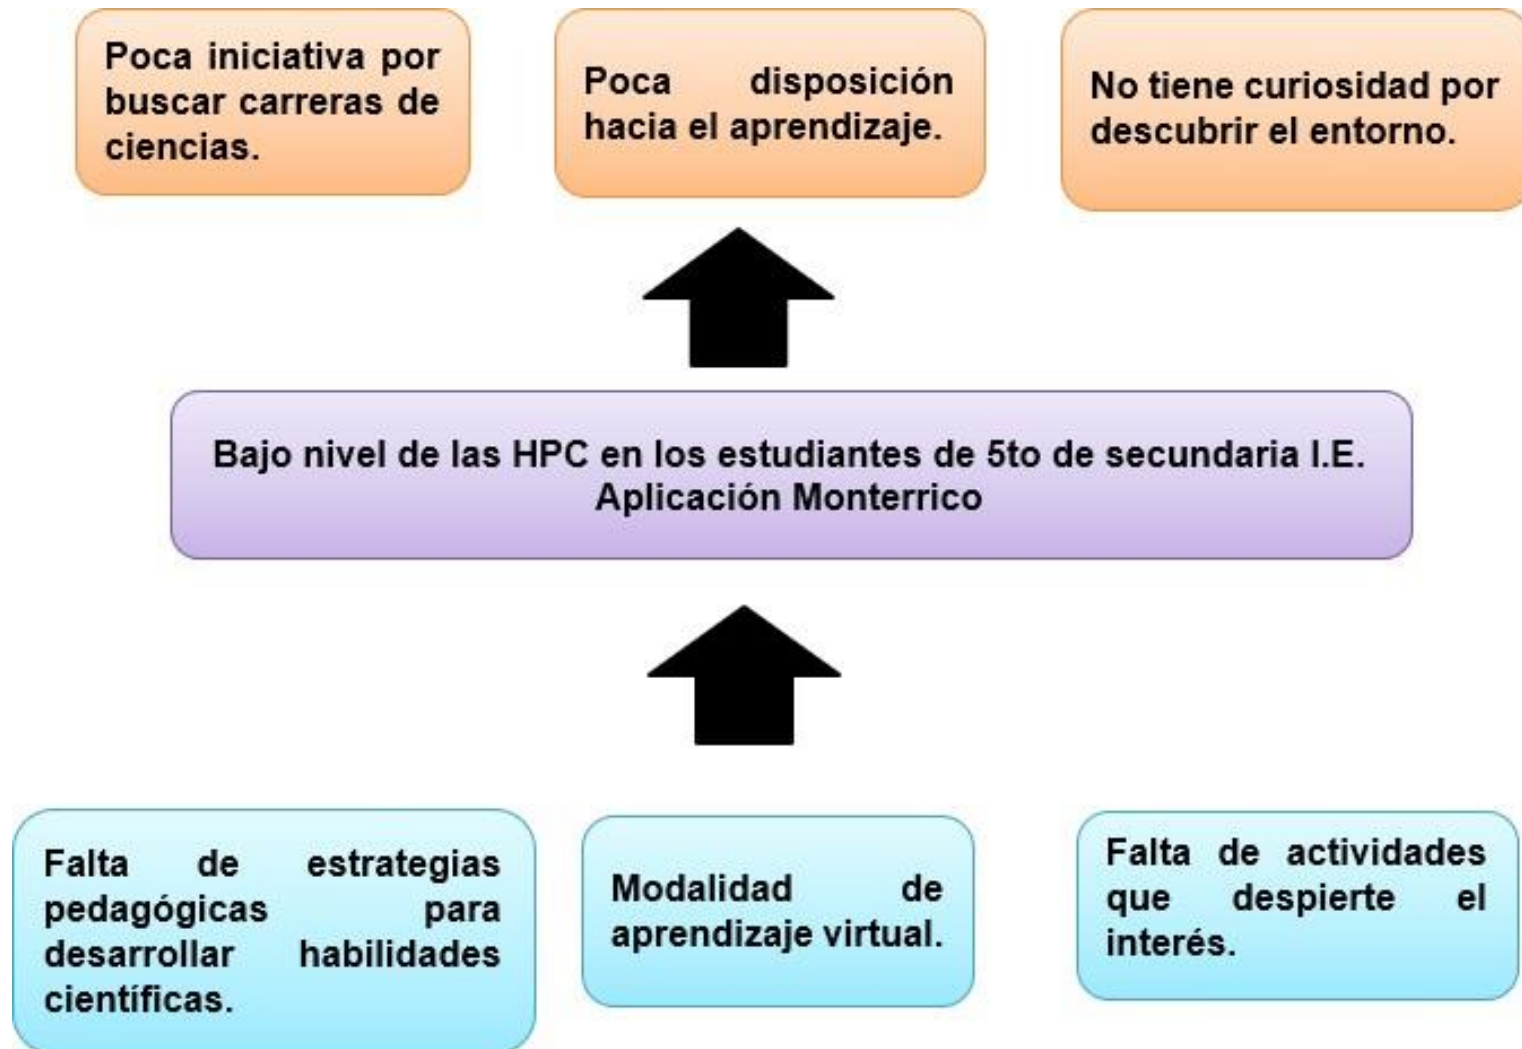 Poca iniciativa por
buscar carreras de
ciencias.
Poca disposición
hacia el aprendizaje.
No tiene curiosidad por
descubrir el entorno.
Bajo nivel de las HPC en los estudiantes de 5to de secundaria I.E.
Aplicación Monterrico
Falta de estrategias
pedagógicas para
desarrollar habilidades
científicas.
Modalidad de
aprendizaje virtual.
Falta de actividades
que despierte el
interés.